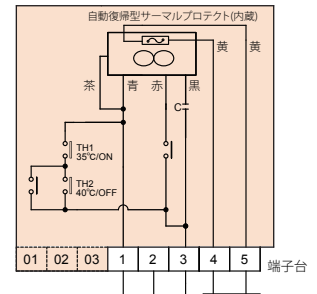 自動復帰型サーマルプロテクト(内蔵)
黄 黄
茶 青 赤 黒
C
TH1
35℃/ON
TH2
40℃/OFF
01 02 03 1 2 3 4 5 端子台